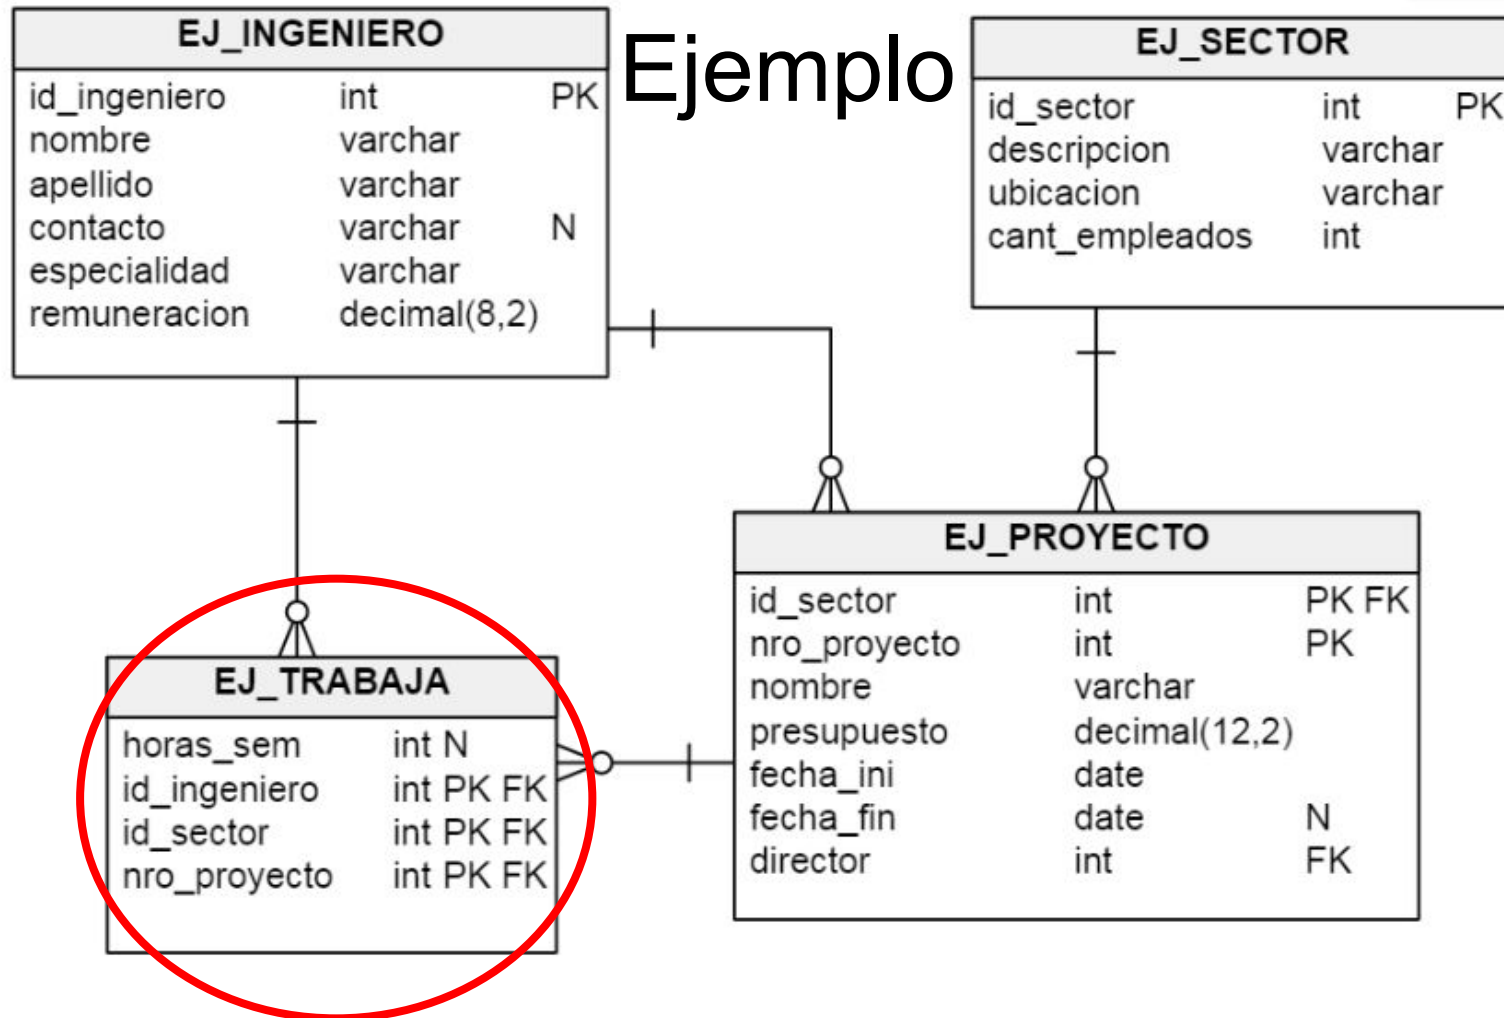 EJ_INGENIERO
id_ingeniero int PK
nombre varchar
apellido varchar
contacto varchar N
especialidad varchar
remuneracion decimal(8,2)
Ejemplo
EJ_SECTOR
id_sector int PK
descripcion varchar
ubicacion varchar
cant_empleados int
EJ_TRABAJA
horas_sem int N
id_ingeniero int PK FK
id_sector int PK FK
nro_proyecto int PK FK
EJ_PROYECTO
id_sector int PK FK
nro_proyecto int PK
nombre varchar
presupuesto decimal(12,2)
fecha_ini date
fecha_fin date N
director int FK